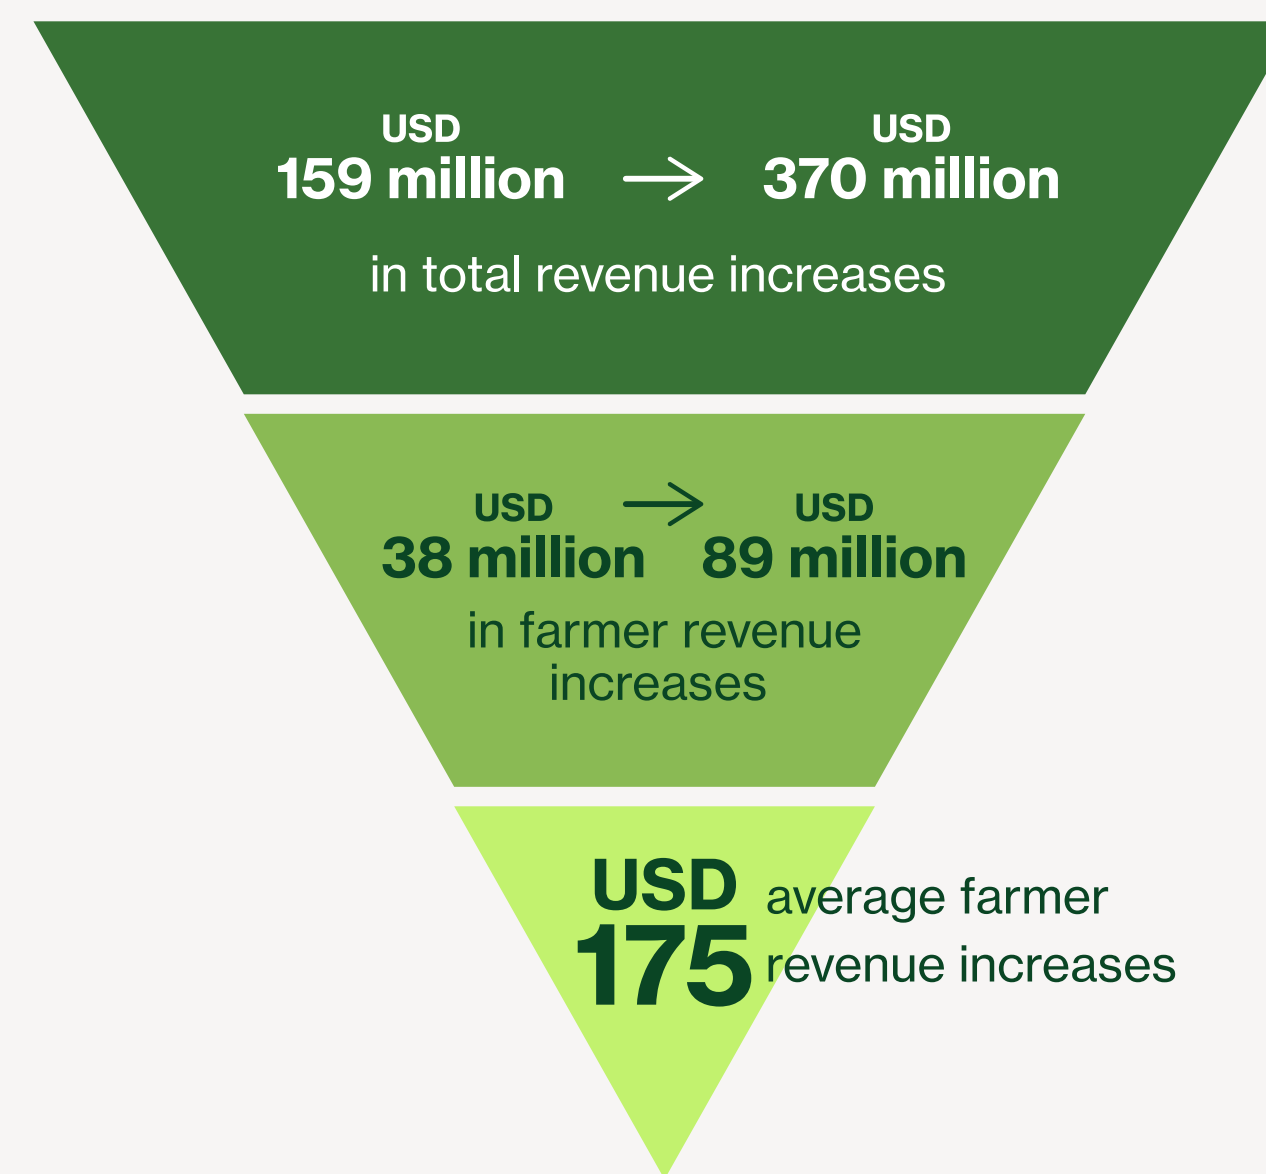 USD USD
159 million → 370 million
in total revenue increases
USD → USD
38 million 89 million
in farmer revenue
increases
USD
175
average farmer
revenue increases